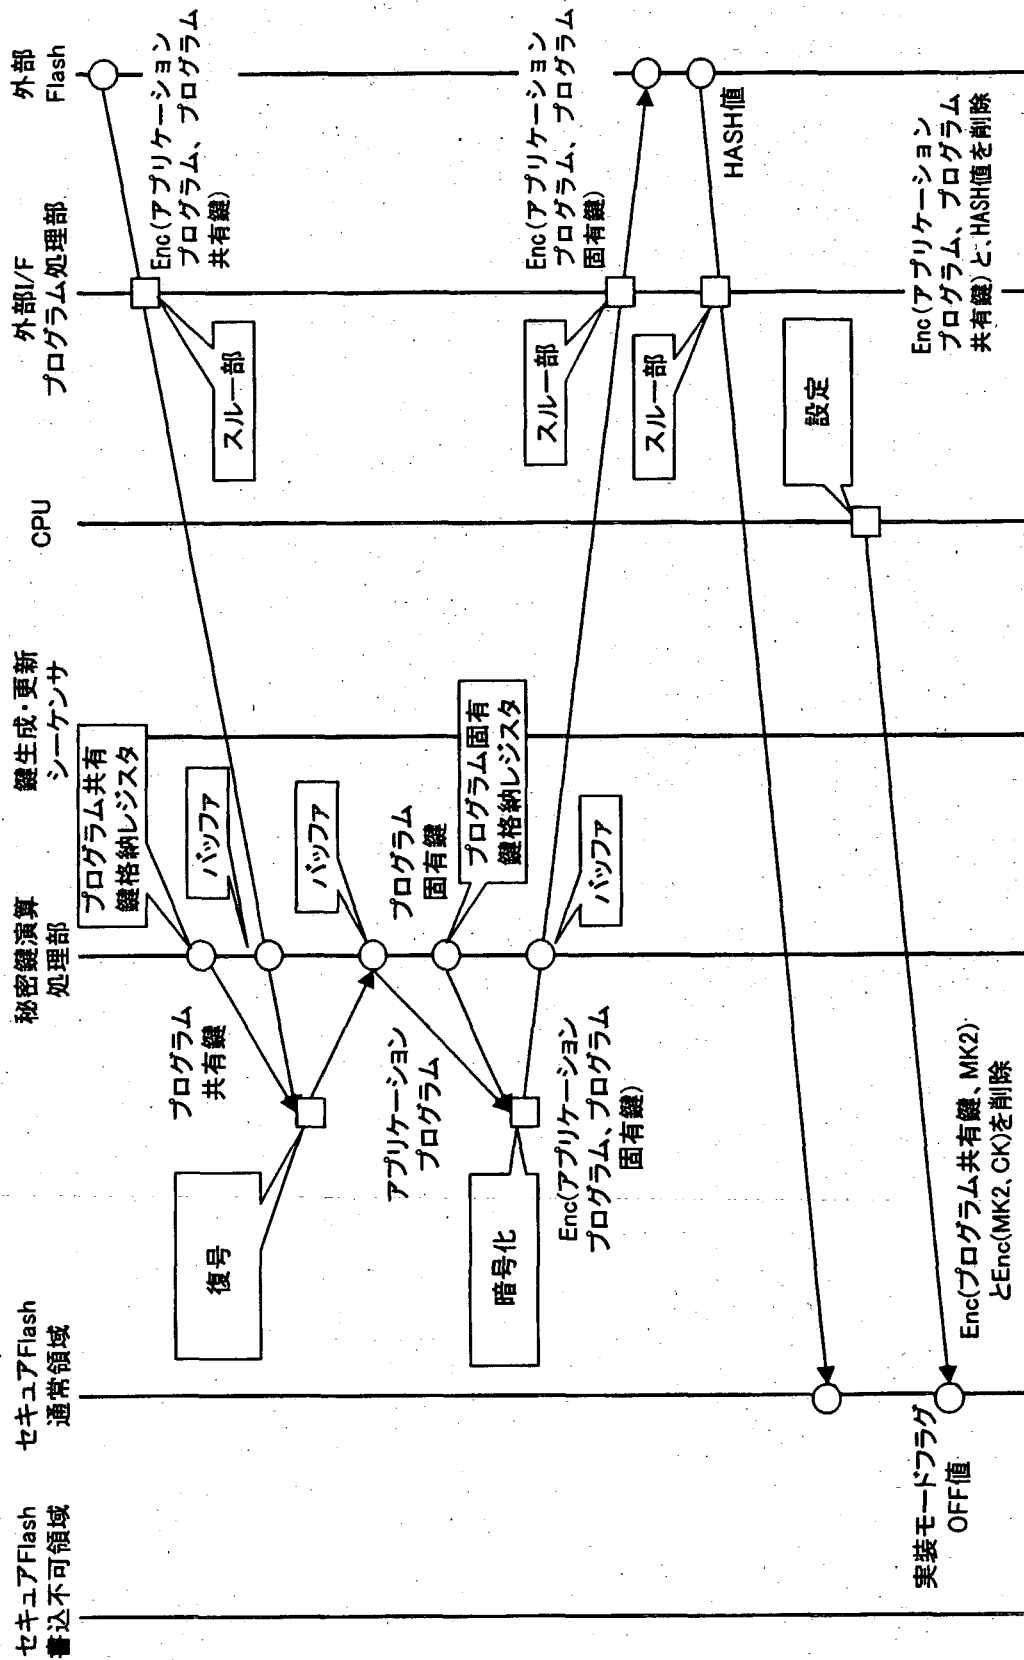 セキュアFlash
書込不可領域
セキュアFlash
通常領域
秘密鍵演算
処理部
鍵生成・更新
シーケンサ
CPU
外部I/F
プログラム処理部
外部
Flash
Enc(アプリケーション
プログラム、プログラム
共有鍵)
スルー部
プログラム共有
鍵格納レジスタ
プログラム
共有鍵
バッファ
復号
バッファ
アプリケーション
プログラム
プログラム
固有鍵
プログラム固有
鍵格納レジスタ
暗号化
バッファ
Enc(アプリケーション
プログラム、プログラム
固有鍵)
スルー部
Enc(アプリケーション
プログラム、プログラム
固有鍵)
スルー部
HASH値
設定
実装モードフラグ
OFF値
Enc(プログラム共有鍵、MK2)
とEnc(MK2、CK)を削除
Enc(アプリケーション
プログラム、プログラム
共有鍵)と、HASH値を削除